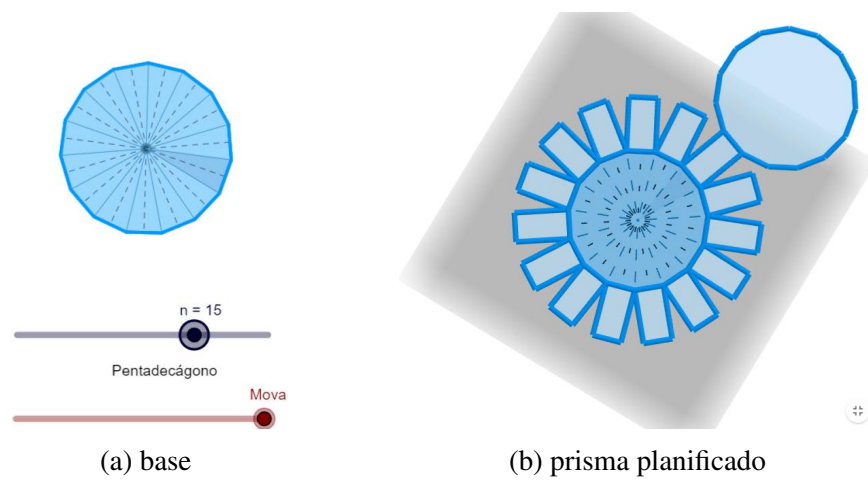 n = 15
Pentadecágono
Mova
(a) base
(b) prisma planificado